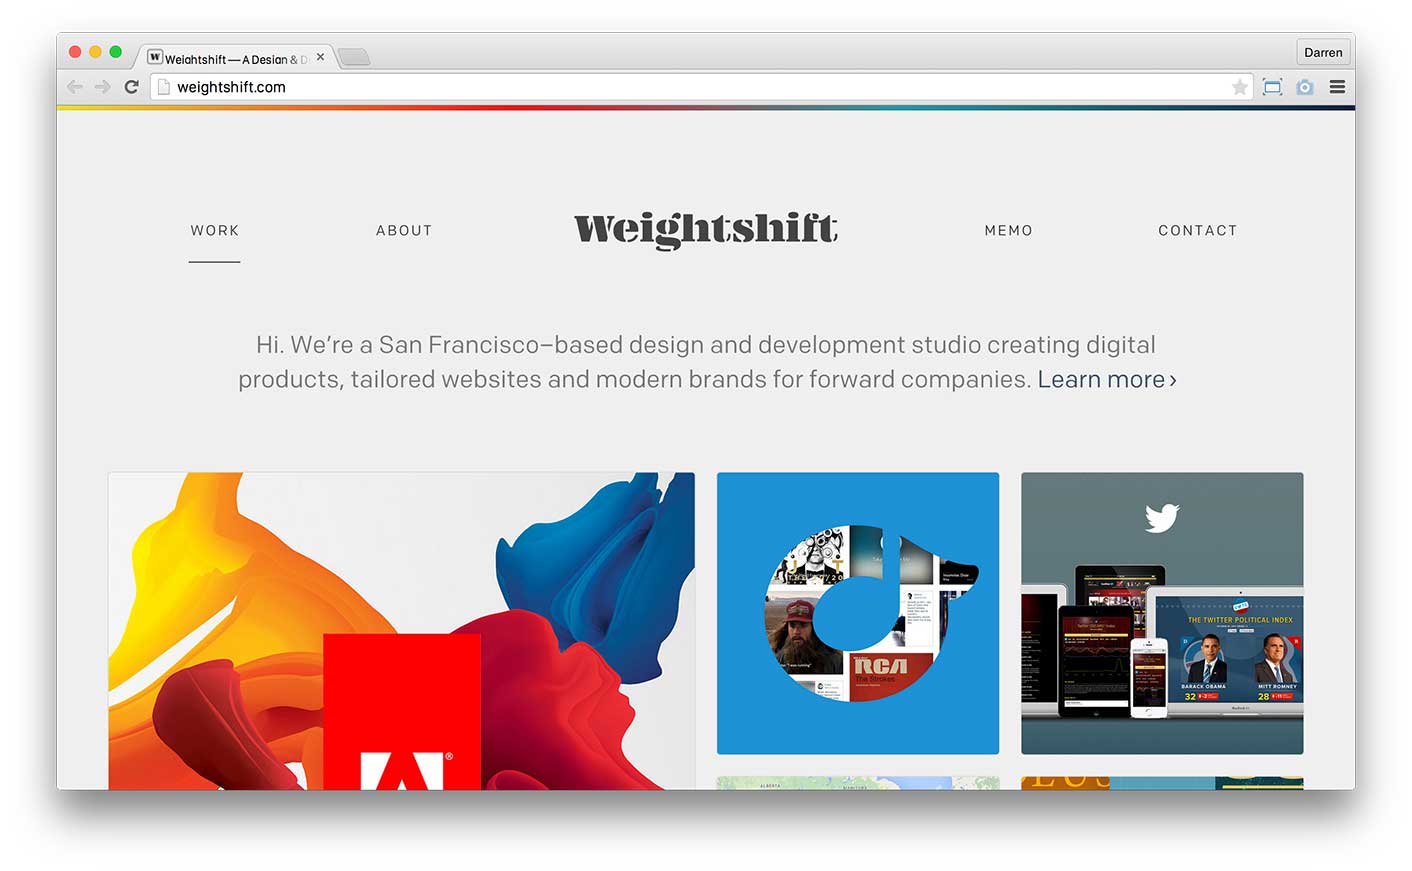 Weightshift — A Design & D
Darren
weightshift.com
WORK
ABOUT
Weightshift
MEMO
CONTACT
Hi. We’re a San Francisco–based design and development studio creating digital
products, tailored websites and modern brands for forward companies. Learn more ›
RCA
The Strokes
THE TWITTER POLITICAL INDEX
D
R
BARACK OBAMA
MITT ROMNEY
32
28
®
ALBERTA
MANITOBA